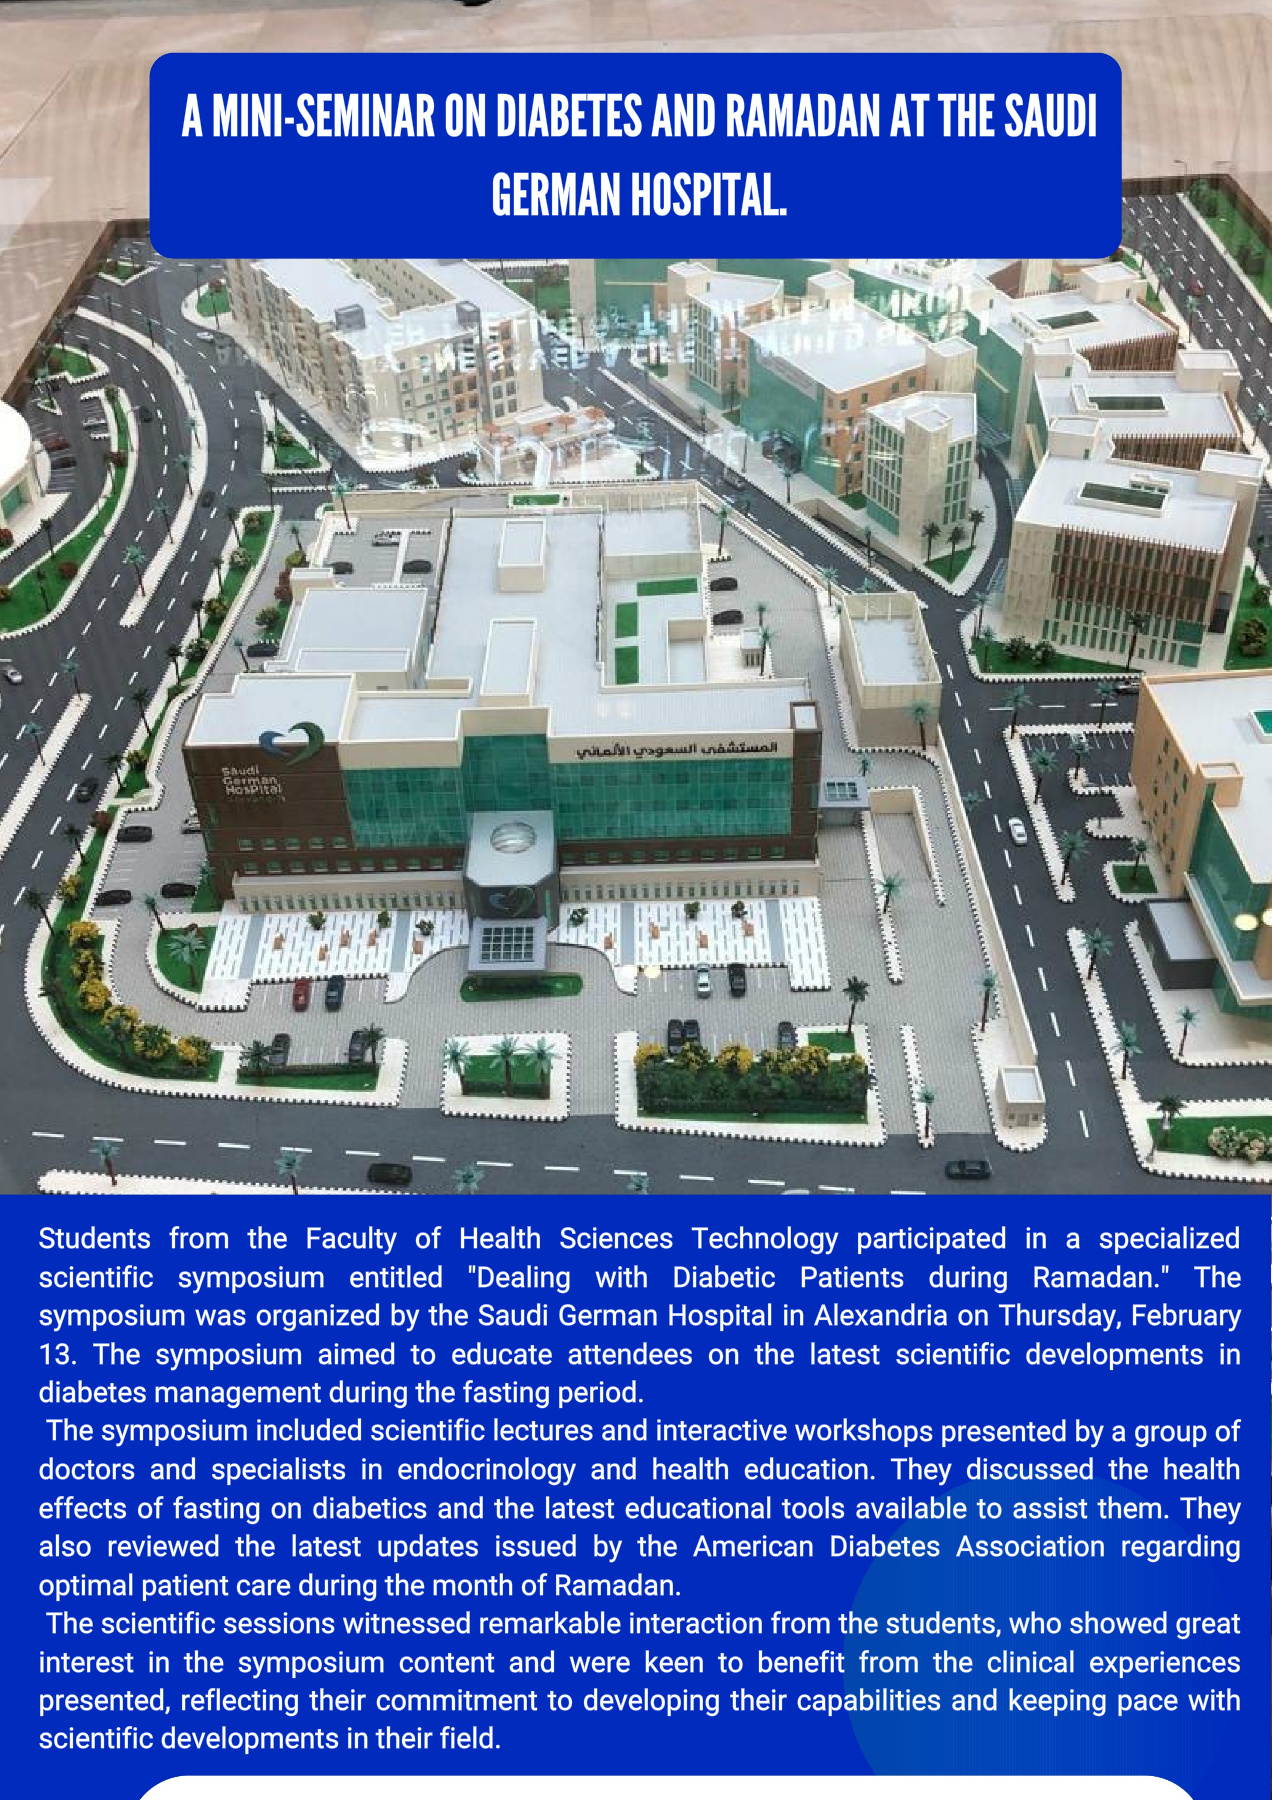 A MINI-SEMINAR ON DIABETES AND RAMADAN AT THE SAUDI
GERMAN HOSPITAL.
المستشفى السعودي الألماني
Saudi
German
Hospital
Students from the Faculty of Health Sciences Technology participated in a specialized
scientific symposium entitled "Dealing with Diabetic Patients during Ramadan." The
symposium was organized by the Saudi German Hospital in Alexandria on Thursday, February
13. The symposium aimed to educate attendees on the latest scientific developments in
diabetes management during the fasting period.
The symposium included scientific lectures and interactive workshops presented by a group of
doctors and specialists in endocrinology and health education. They discussed the health
effects of fasting on diabetics and the latest educational tools available to assist them. They
also reviewed the latest updates issued by the American Diabetes Association regarding
optimal patient care during the month of Ramadan.
The scientific sessions witnessed remarkable interaction from the students, who showed great
interest in the symposium content and were keen to benefit from the clinical experiences
presented, reflecting their commitment to developing their capabilities and keeping pace with
scientific developments in their field.